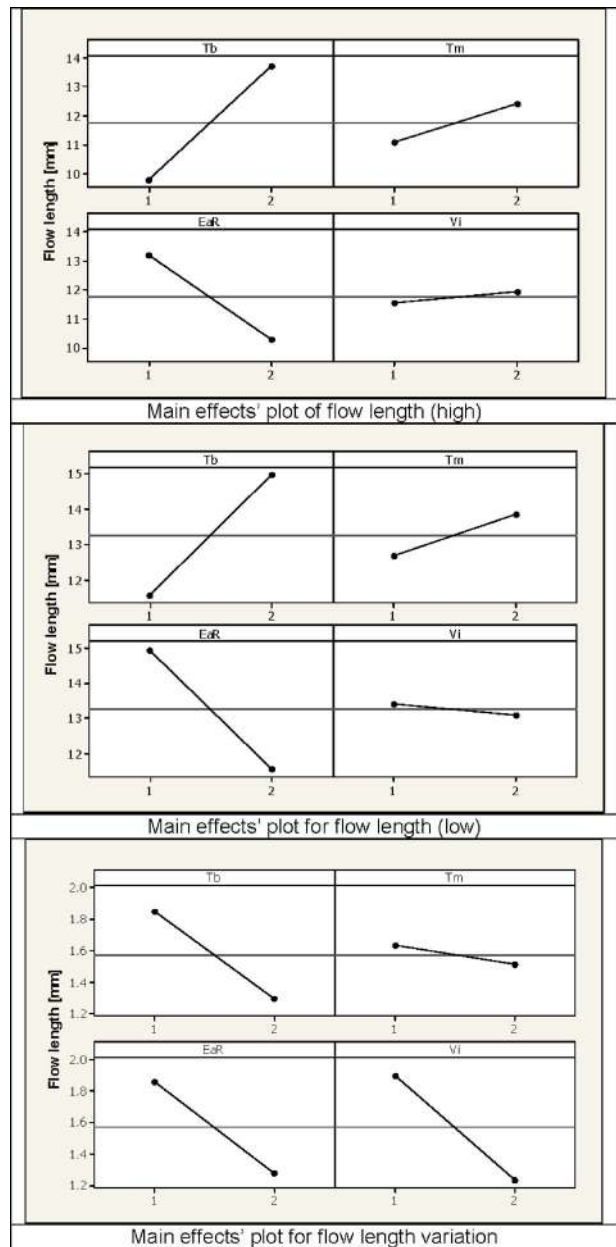 Tb Tm
14
13
12
11
10
1 2 1 2
EaR Vi
14
13
12
11
10
1 2 1 2
Flow length [mm]
Main effects' plot of flow length (high)
Tb Tm
15
14
13
12
1 2 1 2
EaR Vi
15
14
13
12
1 2 1 2
Flow length [mm]
Main effects' plot for flow length (low)
Tb Tm
2.0
1.8
1.6
1.4
1.2
1 2 1 2
EaR Vi
2.0
1.8
1.6
1.4
1.2
1 2 1 2
Flow length [mm]
Main effects' plot for flow length variation